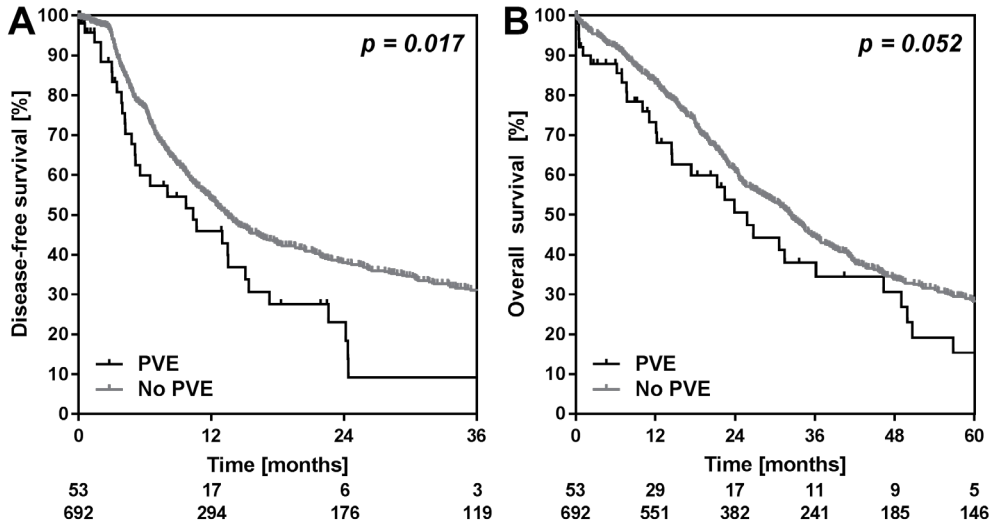 A
Disease-free survival [%]
100
90
80
70
60
50
40
30
20
10
0
p = 0.017
PVE
No PVE
0 12 24 36
Time [months]
53 17 6 3
692 294 176 119
B
Overall survival [%]
100
90
80
70
60
50
40
30
20
10
0
p = 0.052
PVE
No PVE
0 12 24 36 48 60
Time [months]
53 29 17 11 9 5
692 551 382 241 185 146